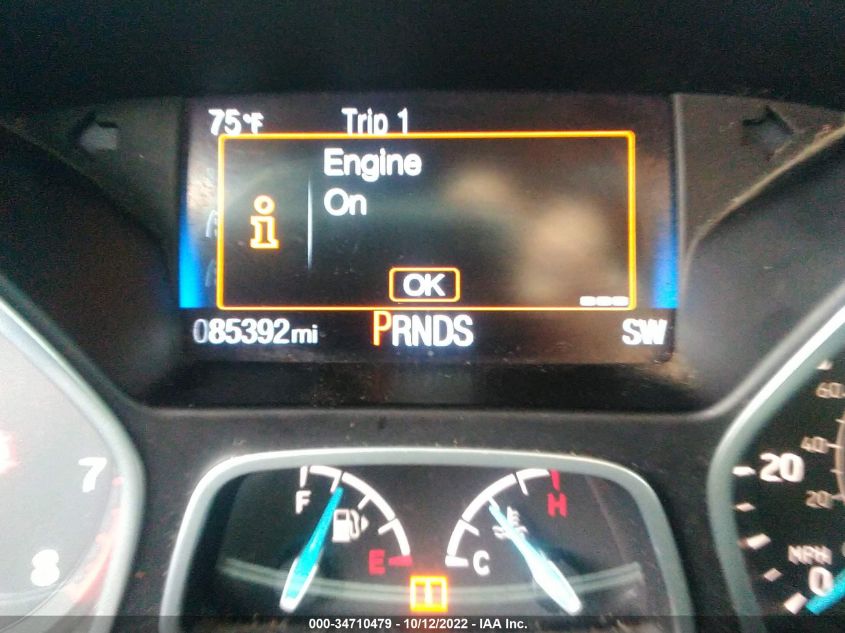 75°F Trip 1
Engine
On
i
OK
085392mi PRNDS SW
7
8
F
E
C
H
60
40
20
20
MPH
0
000-34710479 - 10/12/2022 - IAA Inc.